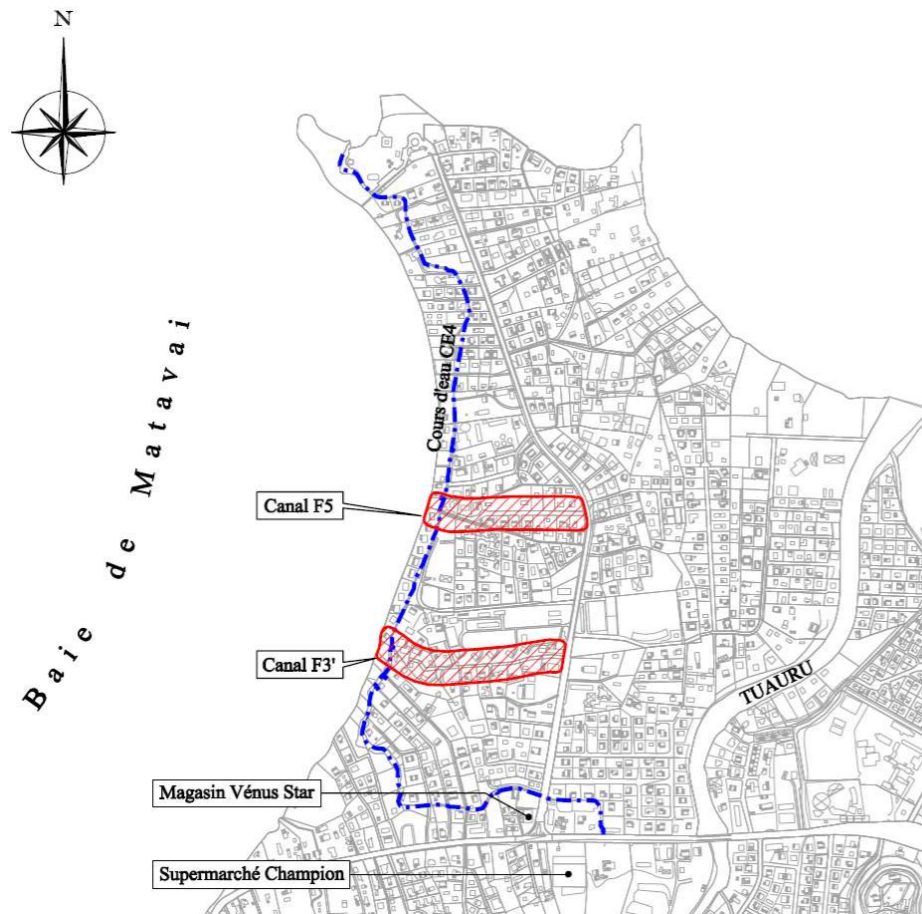 N
Baie de Matavai
Cours d'eau CE4
Canal F5
Canal F3'
TUAURU
Magasin Vénus Star
Supermarché Champion